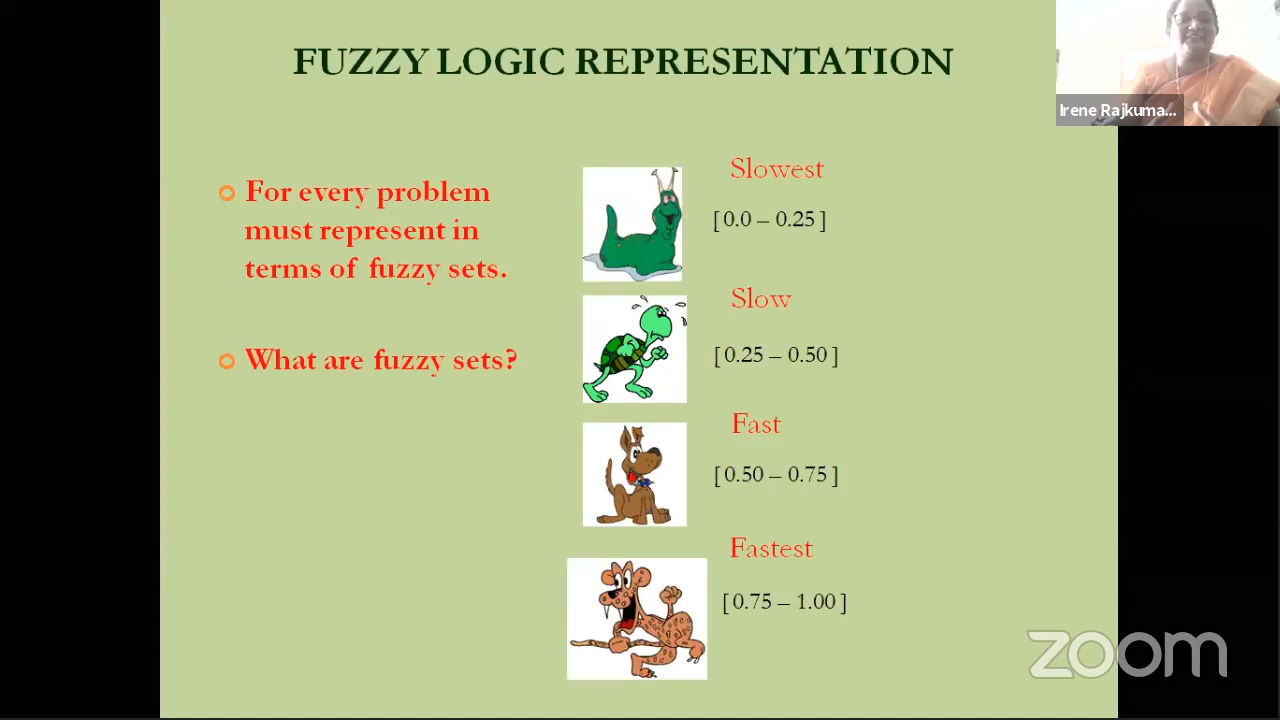 FUZZY LOGIC REPRESENTATION
Irene Rajkuma...
For every problem
must represent in
terms of fuzzy sets.
What are fuzzy sets?
Slowest
[ 0.0 – 0.25 ]
Slow
[ 0.25 – 0.50 ]
Fast
[ 0.50 – 0.75 ]
Fastest
[ 0.75 – 1.00 ]
zoom